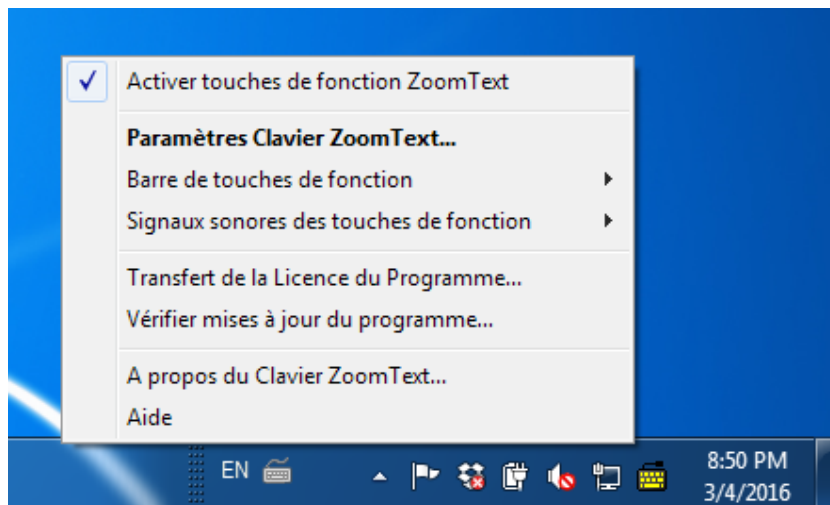 Activer touches de fonction ZoomText
Paramètres Clavier ZoomText...
Barre de touches de fonction
Signaux sonores des touches de fonction
Transfert de la Licence du Programme...
Vérifier mises à jour du programme...
A propos du Clavier ZoomText...
Aide
EN
8:50 PM
3/4/2016